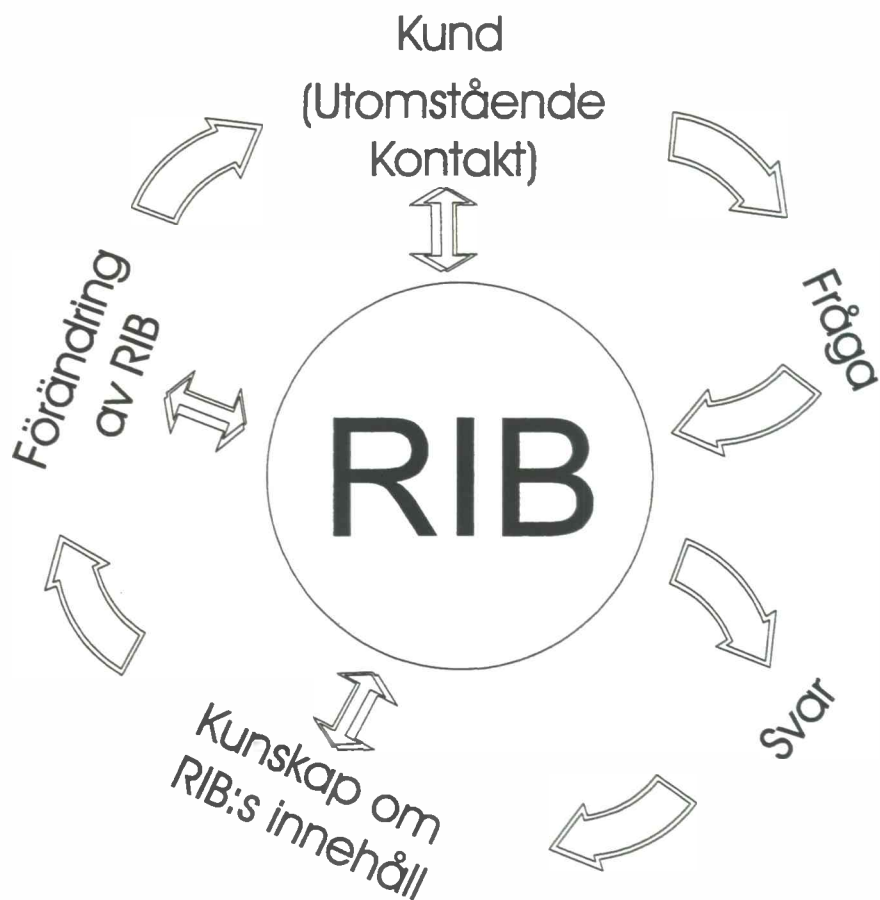 Kund
(Utomstående
Kontakt)
Fråga
Svar
Kunskap om
RIB:s innehåll
Förändring
av RIB
RIB